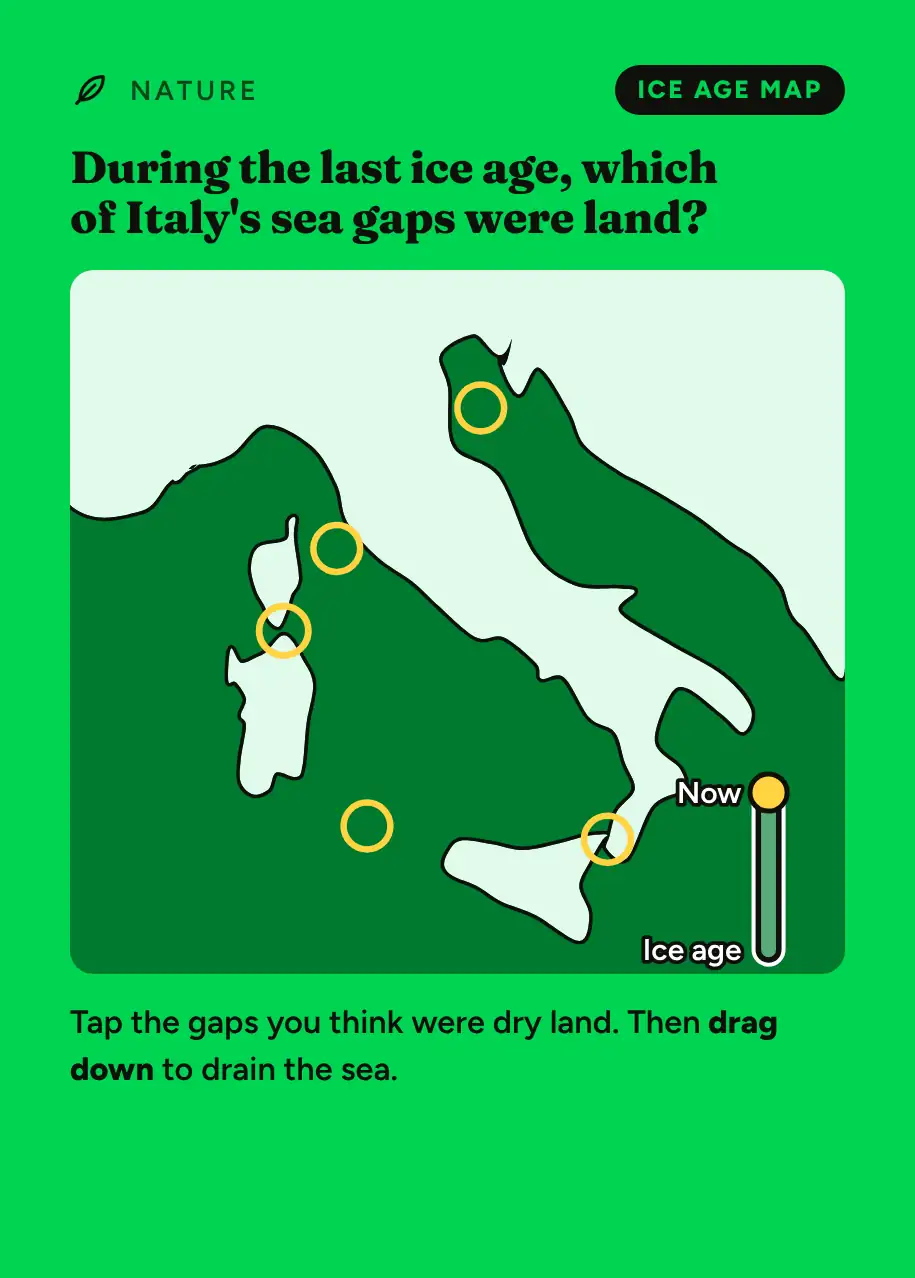 NATURE
ICE AGE MAP
During the last ice age, which
of Italy's sea gaps were land?
Now
Ice age
Tap the gaps you think were dry land. Then drag
down to drain the sea.